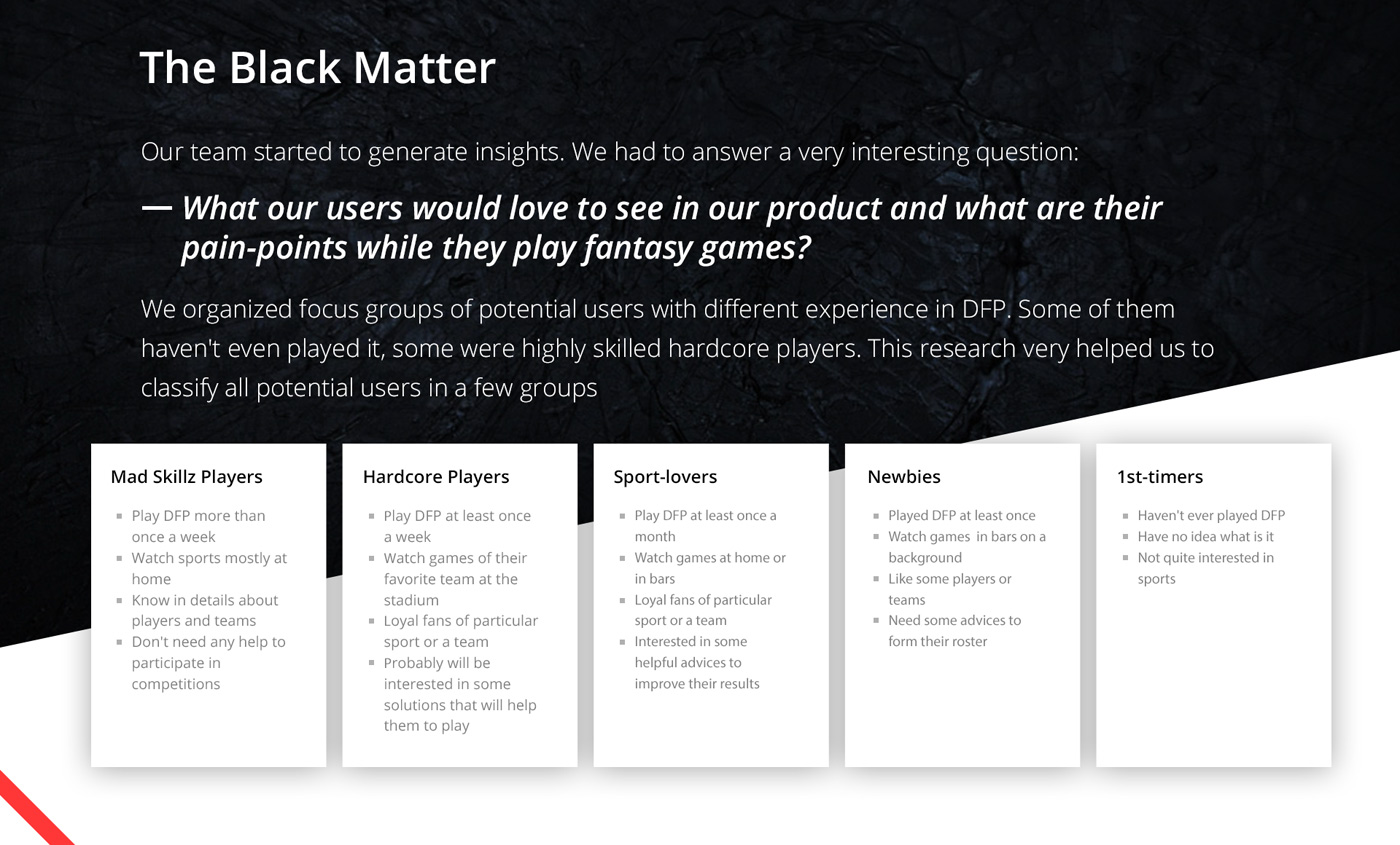 The Black Matter
Our team started to generate insights. We had to answer a very interesting question:
— What our users would love to see in our product and what are their
pain-points while they play fantasy games?
We organized focus groups of potential users with different experience in DFP. Some of them
haven't even played it, some were highly skilled hardcore players. This research very helped us to
classify all potential users in a few groups
Mad Skillz Players
Play DFP more than
once a week
Watch sports mostly at
home
Know in details about
players and teams
Don't need any help to
participate in
competitions
Hardcore Players
Play DFP at least once
a week
Watch games of their
favorite team at the
stadium
Loyal fans of particular
sport or a team
Probably will be
interested in some
solutions that will help
them to play
Sport-lovers
Play DFP at least once a
month
Watch games at home or
in bars
Loyal fans of particular
sport or a team
Interested in some
helpful advices to
improve their results
Newbies
Played DFP at least once
Watch games in bars on a
background
Like some players or
teams
Need some advices to
form their roster
1st-timers
Haven't ever played DFP
Have no idea what is it
Not quite interested in
sports